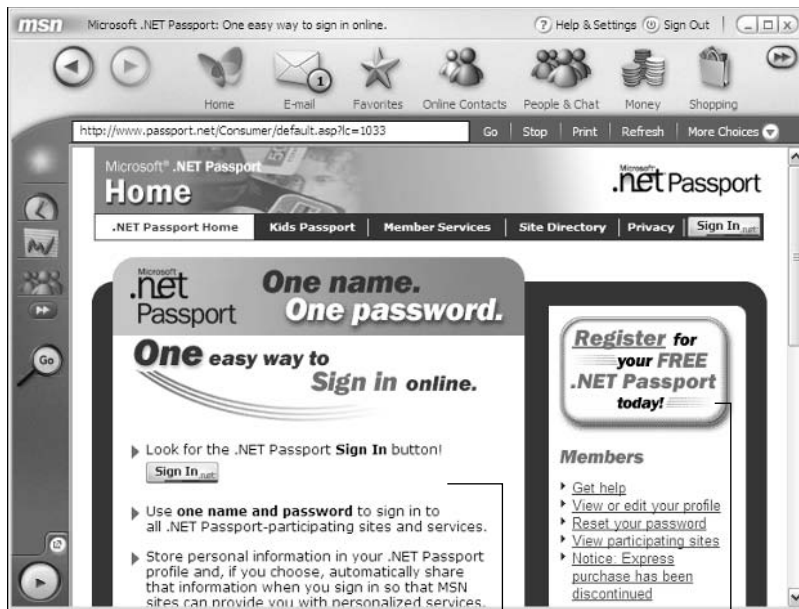 msn Microsoft .NET Passport: One easy way to sign in online. ? Help & Settings Sign Out
1
Home E-mail Favorites Online Contacts People & Chat Money Shopping
http://www.passport.net/Consumer/default.asp?lc=1033 Go Stop Print Refresh More Choices
Microsoft® .NET Passport
Home
Microsoft®
.net Passport
.NET Passport Home Kids Passport Member Services Site Directory Privacy Sign In .net
Microsoft®
.net
Passport
One name.
One password.
One easy way to
Sign in online.
Look for the .NET Passport Sign In button!
Sign In .net
Use one name and password to sign in to
all .NET Passport-participating sites and services.
Store personal information in your .NET Passport
profile and, if you choose, automatically share
that information when you sign in so that MSN
sites can provide you with personalized services.
Register for
your FREE
.NET Passport
today!
Members
Get help
View or edit your profile
Reset your password
View participating sites
Notice: Express
purchase has been
discontinued
Go